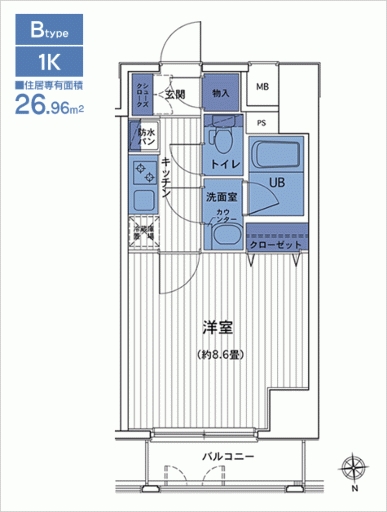 Btype
1K
■住居専有面積
26.96m2
シューズクローク
玄関
物入
MB
防水パン
PS
トイレ
キッチン
洗面室
UB
カウンター
冷蔵庫置場
クローゼット
洋室
(約8.6畳)
バルコニー
N